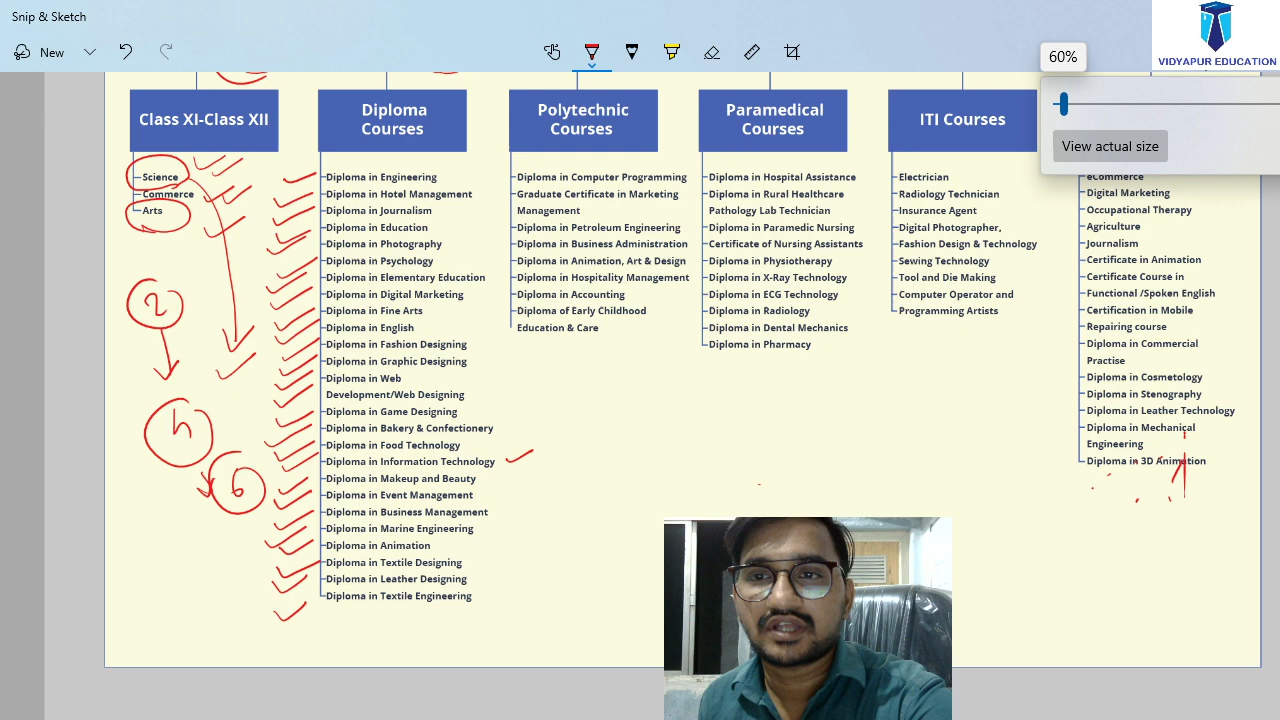 Snip & Sketch
New
60%
View actual size
VIDYAPUR EDUCATION
Class XI-Class XII
Science
Commerce
Arts
2
6
Diploma
Courses
Diploma in Engineering
Diploma in Hotel Management
Diploma in Journalism
Diploma in Education
Diploma in Photography
Diploma in Psychology
Diploma in Elementary Education
Diploma in Digital Marketing
Diploma in Fine Arts
Diploma in English
Diploma in Fashion Designing
Diploma in Graphic Designing
Diploma in Web
Development/Web Designing
Diploma in Game Designing
Diploma in Bakery & Confectionery
Diploma in Food Technology
Diploma in Information Technology
Diploma in Makeup and Beauty
Diploma in Event Management
Diploma in Business Management
Diploma in Marine Engineering
Diploma in Animation
Diploma in Textile Designing
Diploma in Leather Designing
Diploma in Textile Engineering
Polytechnic
Courses
Diploma in Computer Programming
Graduate Certificate in Marketing
Management
Diploma in Petroleum Engineering
Diploma in Business Administration
Diploma in Animation, Art & Design
Diploma in Hospitality Management
Diploma in Accounting
Diploma of Early Childhood
Education & Care
Paramedical
Courses
Diploma in Hospital Assistance
Diploma in Rural Healthcare
Pathology Lab Technician
Diploma in Paramedic Nursing
Certificate of Nursing Assistants
Diploma in Physiotherapy
Diploma in X-Ray Technology
Diploma in ECG Technology
Diploma in Radiology
Diploma in Dental Mechanics
Diploma in Pharmacy
ITI Courses
Electrician
Radiology Technician
Insurance Agent
Digital Photographer,
Fashion Design & Technology
Sewing Technology
Tool and Die Making
Computer Operator and
Programming Artists
eCommerce
Digital Marketing
Occupational Therapy
Agriculture
Journalism
Certificate in Animation
Certificate Course in
Functional /Spoken English
Certification in Mobile
Repairing course
Diploma in Commercial
Practise
Diploma in Cosmetology
Diploma in Stenography
Diploma in Leather Technology
Diploma in Mechanical
Engineering
Diploma in 3D Animation